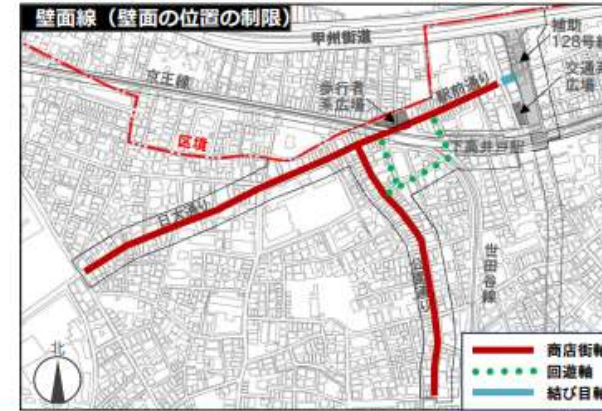 壁面線（壁面の位置の制限）
甲州街道
補助
128号線
京王線
歩行者
系広場
駅前通り
交通系
広場
区境
下高井戸駅
日大通り
世田谷線
北
商店街軸
回遊軸
結び目軸